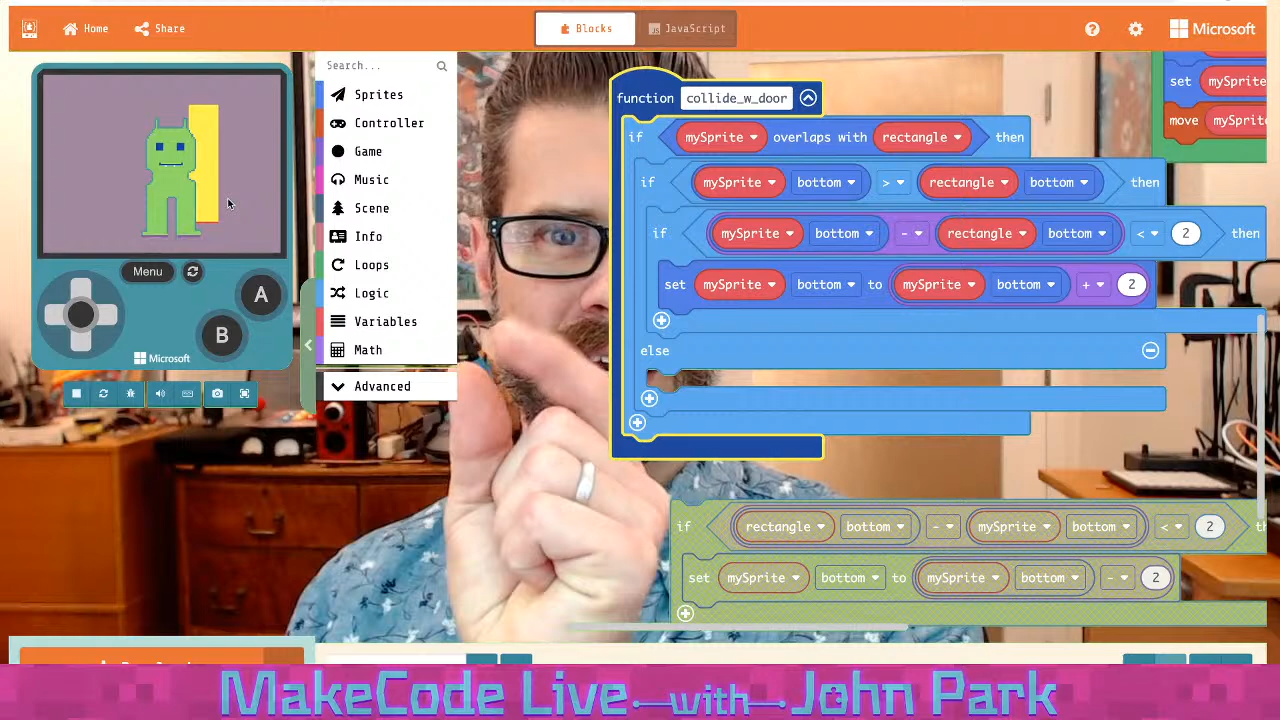 Home
Share
Blocks
JavaScript
Microsoft
Search...
Sprites
Controller
Game
Music
Scene
Info
Loops
Logic
Variables
Math
Advanced
Menu
A
B
Microsoft
function collide_w_door
if mySprite overlaps with rectangle then
if mySprite bottom > rectangle bottom then
if mySprite bottom - rectangle bottom < 2 then
set mySprite bottom to mySprite bottom + 2
else
if rectangle bottom - mySprite bottom < 2
set mySprite bottom to mySprite bottom - 2
set mySprite
move
MakeCode Live with John Park